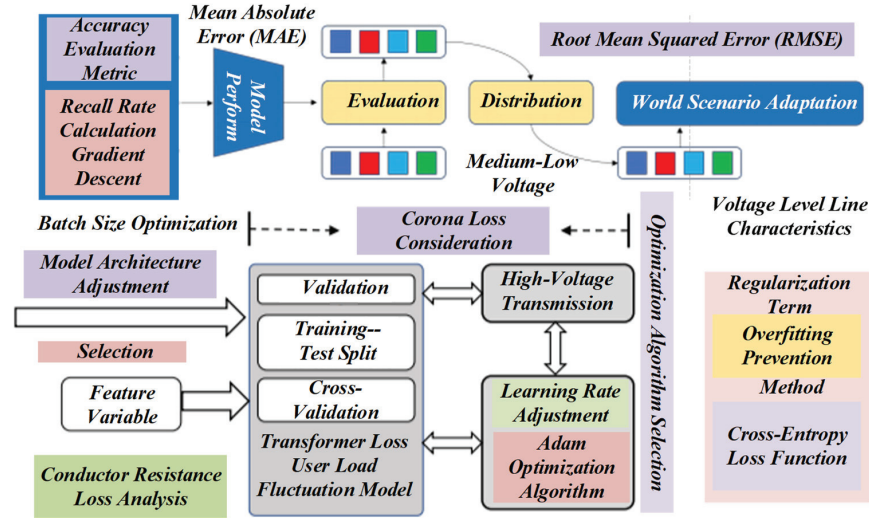 Accuracy
Evaluation
Metric
Recall Rate
Calculation
Gradient
Descent
Mean Absolute
Error (MAE)
Model
Perform
Evaluation
Distribution
Root Mean Squared Error (RMSE)
World Scenario Adaptation
Medium-Low
Voltage
Batch Size Optimization
Corona Loss
Consideration
Optimization Algorithm Selection
Voltage Level Line
Characteristics
Model Architecture
Adjustment
Selection
Feature
Variable
Conductor Resistance
Loss Analysis
Validation
Training--
Test Split
Cross-
Validation
Transformer Loss
User Load
Fluctuation Model
High-Voltage
Transmission
Learning Rate
Adjustment
Adam
Optimization
Algorithm
Regularization
Term
Overfitting
Prevention
Method
Cross-Entropy
Loss Function